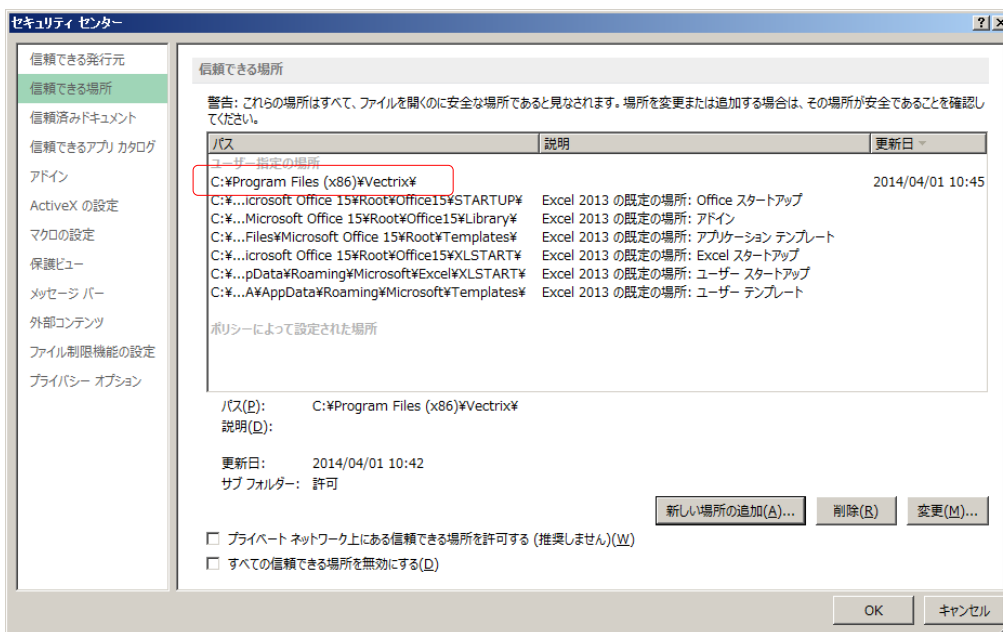 セキュリティ センター
信頼できる発行元
信頼できる場所
信頼済みドキュメント
信頼できるアプリ カタログ
アドイン
ActiveX の設定
マクロの設定
保護ビュー
メッセージ バー
外部コンテンツ
ファイル制限機能の設定
プライバシー オプション
信頼できる場所
警告: これらの場所はすべて、ファイルを開くのに安全な場所であると見なされます。場所を変更または追加する場合は、その場所が安全であることを確認し
てください。
パス 説明 更新日
ユーザー指定の場所
C:¥Program Files (x86)¥Vectrix¥ 2014/04/01 10:45
C:¥...icrosoft Office 15¥Root¥Office15¥STARTUP¥ Excel 2013 の既定の場所: Office スタートアップ
C:¥...Microsoft Office 15¥Root¥Office15¥Library¥ Excel 2013 の既定の場所: アドイン
C:¥...Files¥Microsoft Office 15¥Root¥Templates¥ Excel 2013 の既定の場所: アプリケーション テンプレート
C:¥...icrosoft Office 15¥Root¥Office15¥XLSTART¥ Excel 2013 の既定の場所: Excel スタートアップ
C:¥...pData¥Roaming¥Microsoft¥Excel¥XLSTART¥ Excel 2013 の既定の場所: ユーザー スタートアップ
C:¥...A¥AppData¥Roaming¥Microsoft¥Templates¥ Excel 2013 の既定の場所: ユーザー テンプレート
ポリシーによって設定された場所
パス(P): C:¥Program Files (x86)¥Vectrix¥
説明(D):
更新日: 2014/04/01 10:42
サブ フォルダー: 許可
新しい場所の追加(A)... 削除(R) 変更(M)...
プライベート ネットワーク上にある信頼できる場所を許可する (推奨しません)(W)
すべての信頼できる場所を無効にする(D)
OK キャンセル